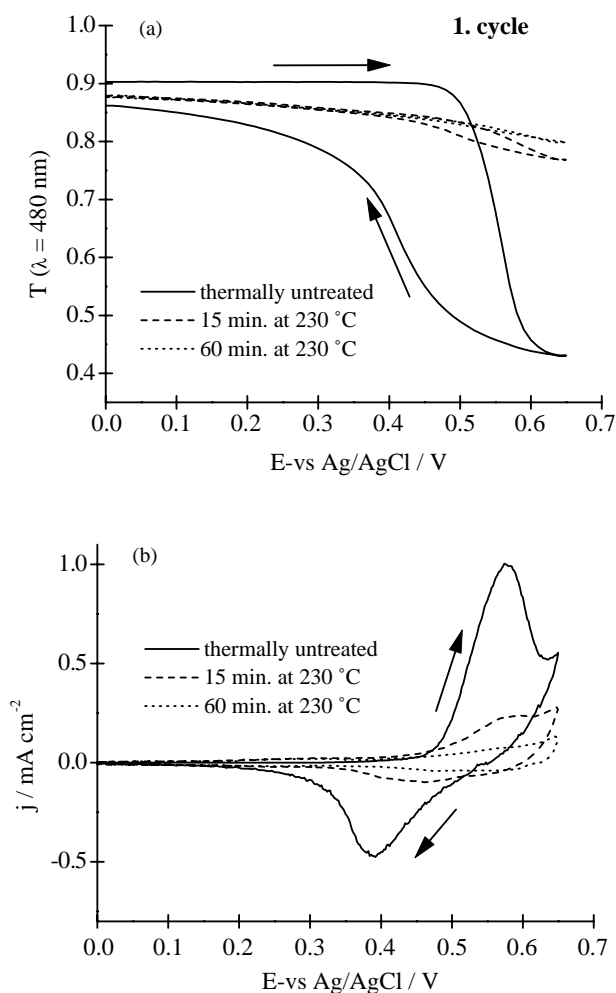 (a)
1. cycle
1.0
0.9
0.8
0.7
0.6
0.5
0.4
T (λ = 480 nm)
thermally untreated
15 min. at 230 ˚C
60 min. at 230 ˚C
0.0 0.1 0.2 0.3 0.4 0.5 0.6 0.7
E-vs Ag/AgCl / V
(b)
1.0
0.5
0.0
-0.5
j / mA cm⁻²
thermally untreated
15 min. at 230 ˚C
60 min. at 230 ˚C
0.0 0.1 0.2 0.3 0.4 0.5 0.6 0.7
E-vs Ag/AgCl / V